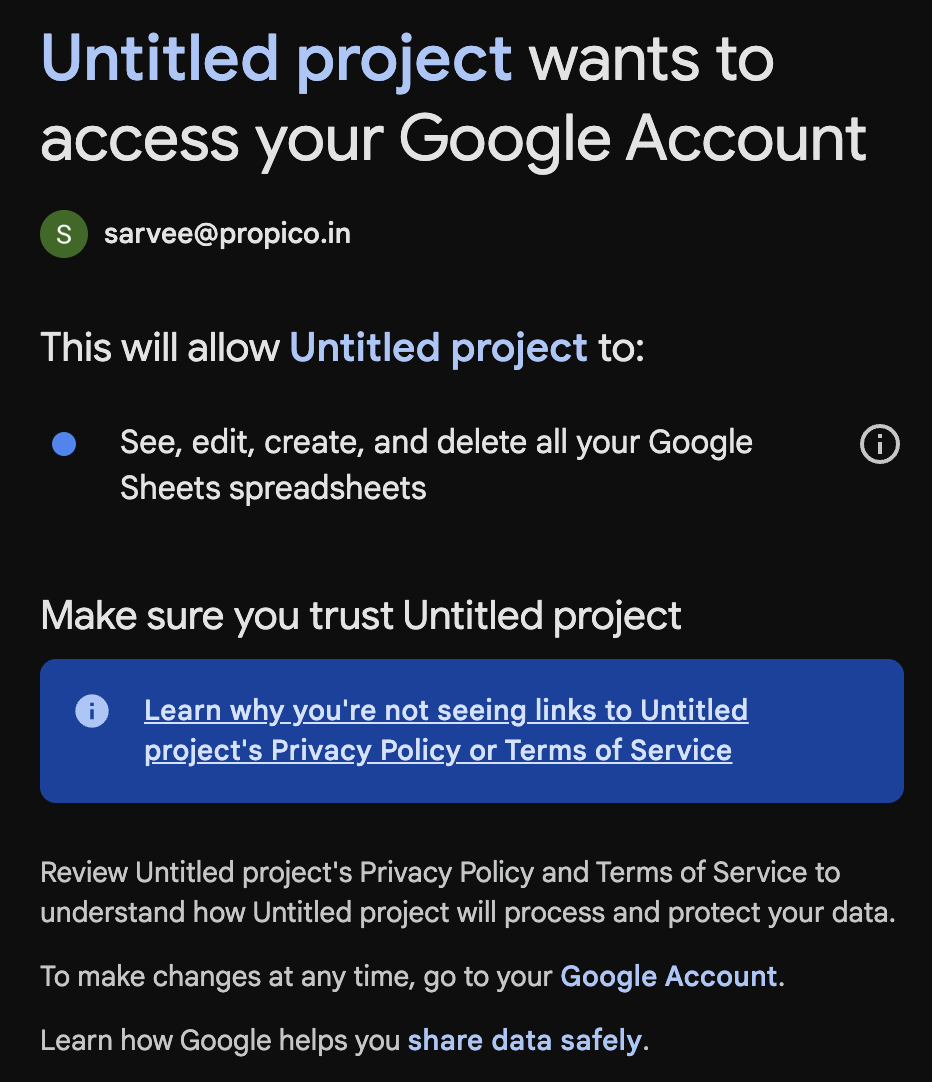 Untitled project wants to
access your Google Account
S sarvee@propico.in
This will allow Untitled project to:
See, edit, create, and delete all your Google
Sheets spreadsheets
Make sure you trust Untitled project
Learn why you're not seeing links to Untitled
project's Privacy Policy or Terms of Service
Review Untitled project's Privacy Policy and Terms of Service to
understand how Untitled project will process and protect your data.
To make changes at any time, go to your Google Account.
Learn how Google helps you share data safely.